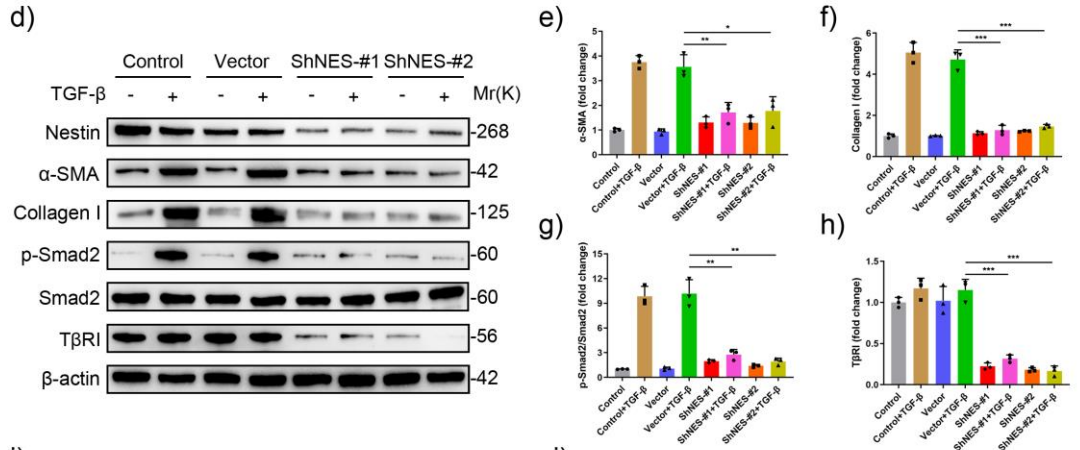 d)
Control Vector ShNES-#1 ShNES-#2
TGF-β - + - + - + - + Mr(K)
Nestin -268
α-SMA -42
Collagen I -125
p-Smad2 -60
Smad2 -60
TβRI -56
β-actin -42
e)
α-SMA (fold change)
5
4
3
2
1
0
* 
**
Control
Control+TGF-β
Vector
Vector+TGF-β
ShNES-#1
ShNES-#1+TGF-β
ShNES-#2
ShNES-#2+TGF-β
f)
Collagen I (fold change)
6
4
2
0
***
***
Control
Control+TGF-β
Vector
Vector+TGF-β
ShNES-#1
ShNES-#1+TGF-β
ShNES-#2
ShNES-#2+TGF-β
g)
p-Smad2/Smad2 (fold change)
15
12
9
6
3
0
**
**
Control
Control+TGF-β
Vector
Vector+TGF-β
ShNES-#1
ShNES-#1+TGF-β
ShNES-#2
ShNES-#2+TGF-β
h)
TβRI (fold change)
1.5
1.0
0.5
0.0
***
***
Control
Control+TGF-β
Vector
Vector+TGF-β
ShNES-#1
ShNES-#1+TGF-β
ShNES-#2
ShNES-#2+TGF-β